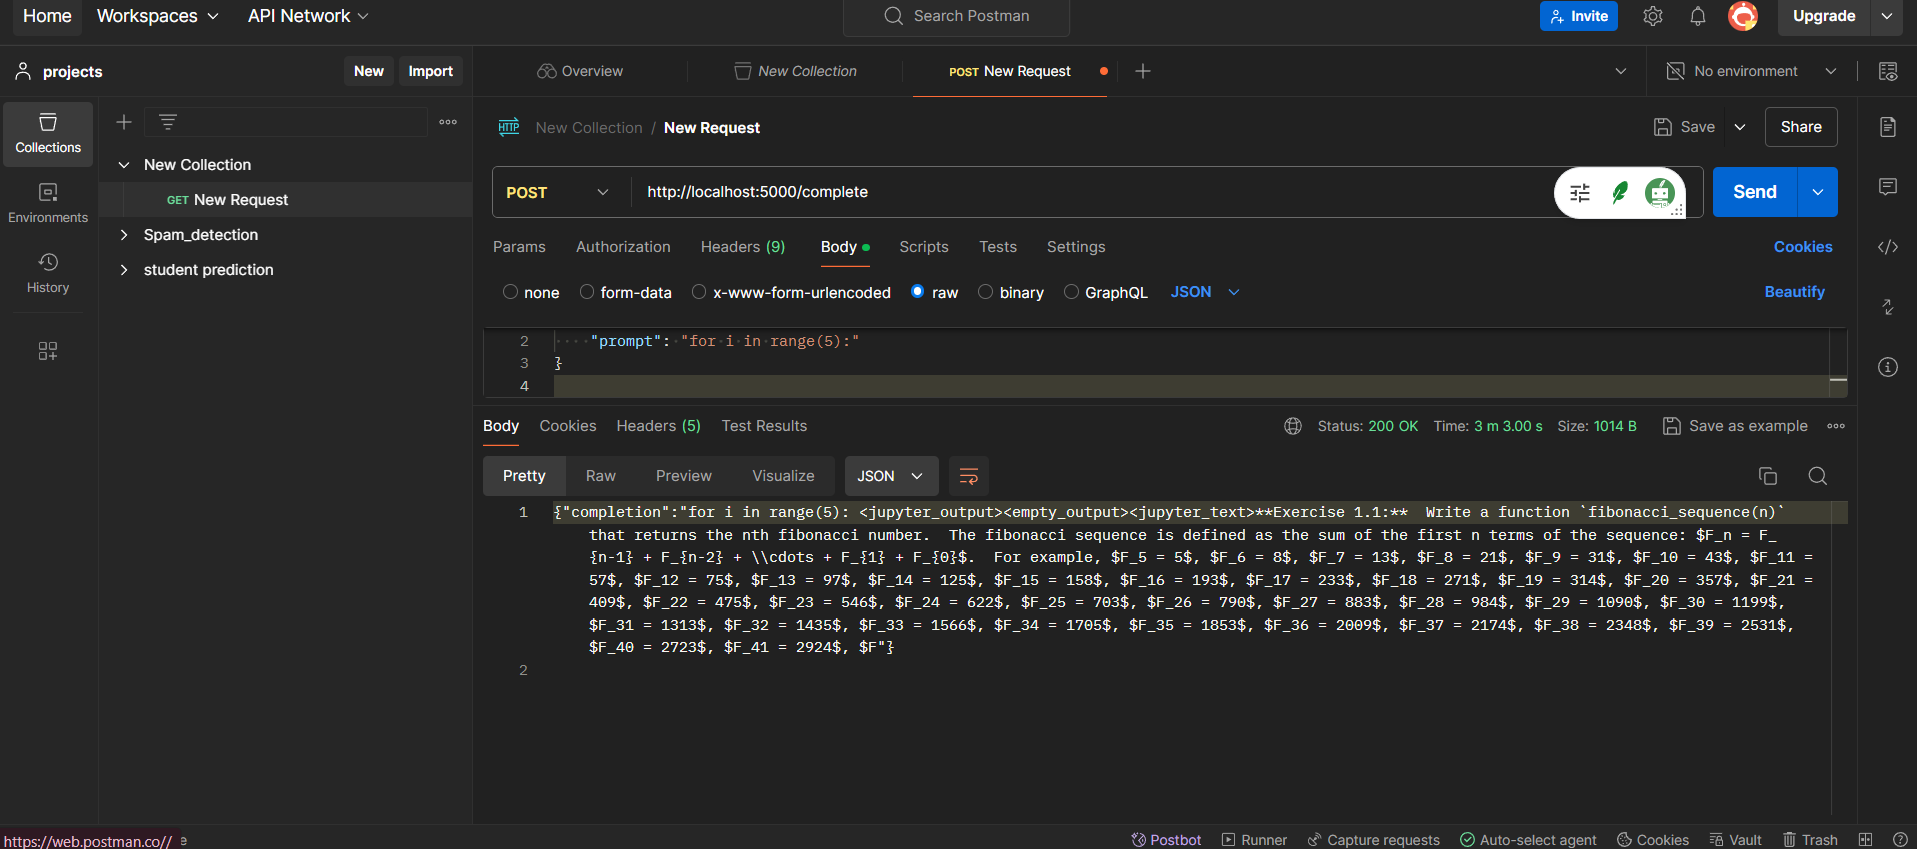 Home Workspaces API Network Search Postman Invite Upgrade
projects New Import Overview New Collection POST New Request No environment
Collections
New Collection
GET New Request
Spam_detection
student prediction
Environments
History
HTTP New Collection / New Request Save Share
POST http://localhost:5000/complete Send
Params Authorization Headers (9) Body Scripts Tests Settings Cookies
none form-data x-www-form-urlencoded raw binary GraphQL JSON Beautify
2 "prompt": "for i in range(5):"
3 }
4
Body Cookies Headers (5) Test Results Status: 200 OK Time: 3 m 3.00 s Size: 1014 B Save as example
Pretty Raw Preview Visualize JSON
1 {"completion":"for i in range(5): <jupyter_output><empty_output><jupyter_text>**Exercise 1.1:**  Write a function `fibonacci_sequence(n)`
that returns the nth fibonacci number.  The fibonacci sequence is defined as the sum of the first n terms of the sequence: $F_n = F_
{n-1} + F_{n-2} + \\cdots + F_{1} + F_{0}$.  For example, $F_5 = 5$, $F_6 = 8$, $F_7 = 13$, $F_8 = 21$, $F_9 = 31$, $F_10 = 43$, $F_11 =
57$, $F_12 = 75$, $F_13 = 97$, $F_14 = 125$, $F_15 = 158$, $F_16 = 193$, $F_17 = 233$, $F_18 = 271$, $F_19 = 314$, $F_20 = 357$, $F_21 =
409$, $F_22 = 475$, $F_23 = 546$, $F_24 = 622$, $F_25 = 703$, $F_26 = 790$, $F_27 = 883$, $F_28 = 984$, $F_29 = 1090$, $F_30 = 1199$,
$F_31 = 1313$, $F_32 = 1435$, $F_33 = 1566$, $F_34 = 1705$, $F_35 = 1853$, $F_36 = 2009$, $F_37 = 2174$, $F_38 = 2348$, $F_39 = 2531$,
$F_40 = 2723$, $F_41 = 2924$, $F"}
2
https://web.postman.co// Postbot Runner Capture requests Auto-select agent Cookies Vault Trash